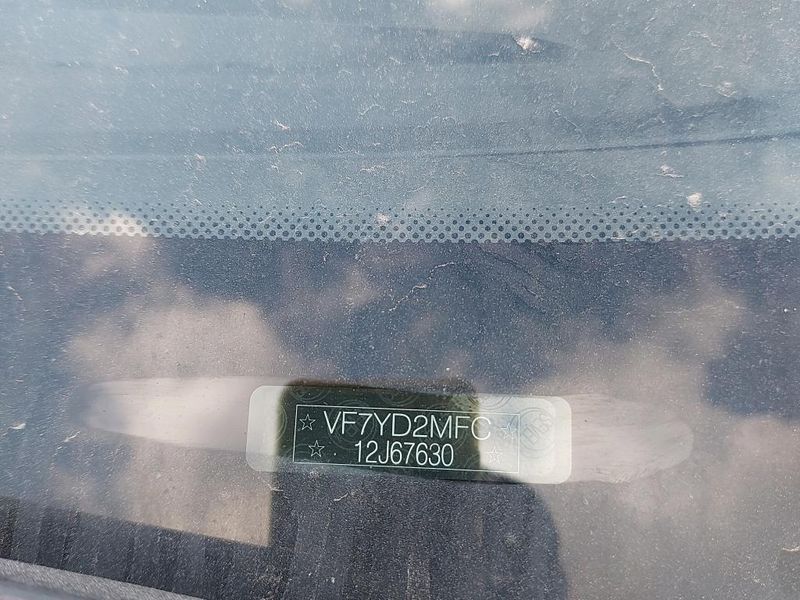 ☆ VF7YD2MFC ☆
☆ 12J67630 ☆